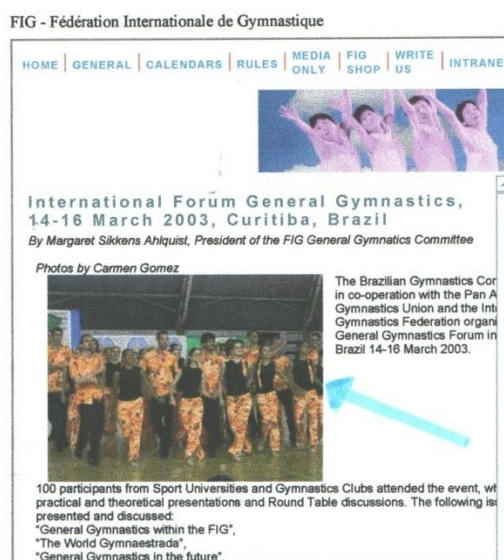 FIG - Fédération Internationale de Gymnastique
HOME | GENERAL | CALENDARS | RULES | MEDIA ONLY | FIG SHOP | WRITE US | INTRANE
International Forum General Gymnastics,
14-16 March 2003, Curitiba, Brazil
By Margaret Sikkens Ahlquist, President of the FIG General Gymnatics Committee
Photos by Carmen Gomez
The Brazilian Gymnastics Cor
in co-operation with the Pan A
Gymnastics Union and the Inte
Gymnastics Federation organi
General Gymnastics Forum in
Brazil 14-16 March 2003.
100 participants from Sport Universities and Gymnastics Clubs attended the event, wh
practical and theoretical presentations and Round Table discussions. The following iss
presented and discussed:
"General Gymnastics within the FIG",
"The World Gymnaestrada",
"General Gymnastics in the future",